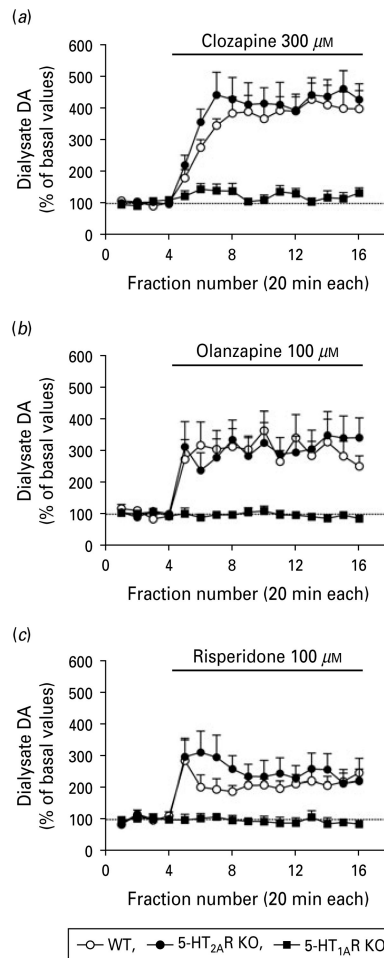 (a)
Clozapine 300 μM
Dialysate DA
(% of basal values)
600
500
400
300
200
100
0
0 4 8 12 16
Fraction number (20 min each)
(b)
Olanzapine 100 μM
Dialysate DA
(% of basal values)
600
500
400
300
200
100
0
0 4 8 12 16
Fraction number (20 min each)
(c)
Risperidone 100 μM
Dialysate DA
(% of basal values)
600
500
400
300
200
100
0
0 4 8 12 16
Fraction number (20 min each)
WT, 5-HT2AR KO, 5-HT1AR KO